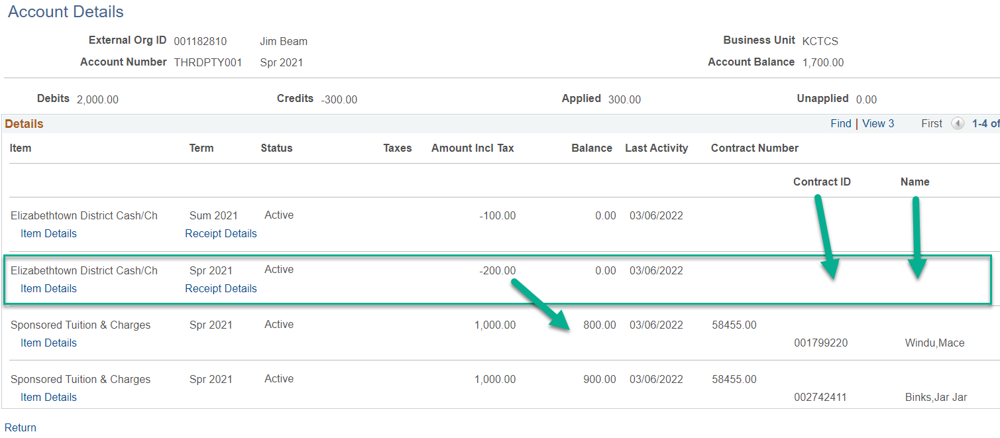 Account Details
External Org ID 001182810 Jim Beam Business Unit KCTCS
Account Number THRDPTY001 Spr 2021 Account Balance 1,700.00
Debits 2,000.00 Credits -300.00 Applied 300.00 Unapplied 0.00
Details Find | View 3 First 1-4 of
Item Term Status Taxes Amount Incl Tax Balance Last Activity Contract Number
Contract ID Name
Elizabethtown District Cash/Ch Sum 2021 Active -100.00 0.00 03/06/2022
Item Details Receipt Details
Elizabethtown District Cash/Ch Spr 2021 Active -200.00 0.00 03/06/2022
Item Details Receipt Details
Sponsored Tuition & Charges Spr 2021 Active 1,000.00 800.00 03/06/2022 58455.00
Item Details 001799220 Windu,Mace
Sponsored Tuition & Charges Spr 2021 Active 1,000.00 900.00 03/06/2022 58455.00
Item Details 002742411 Binks,Jar Jar
Return